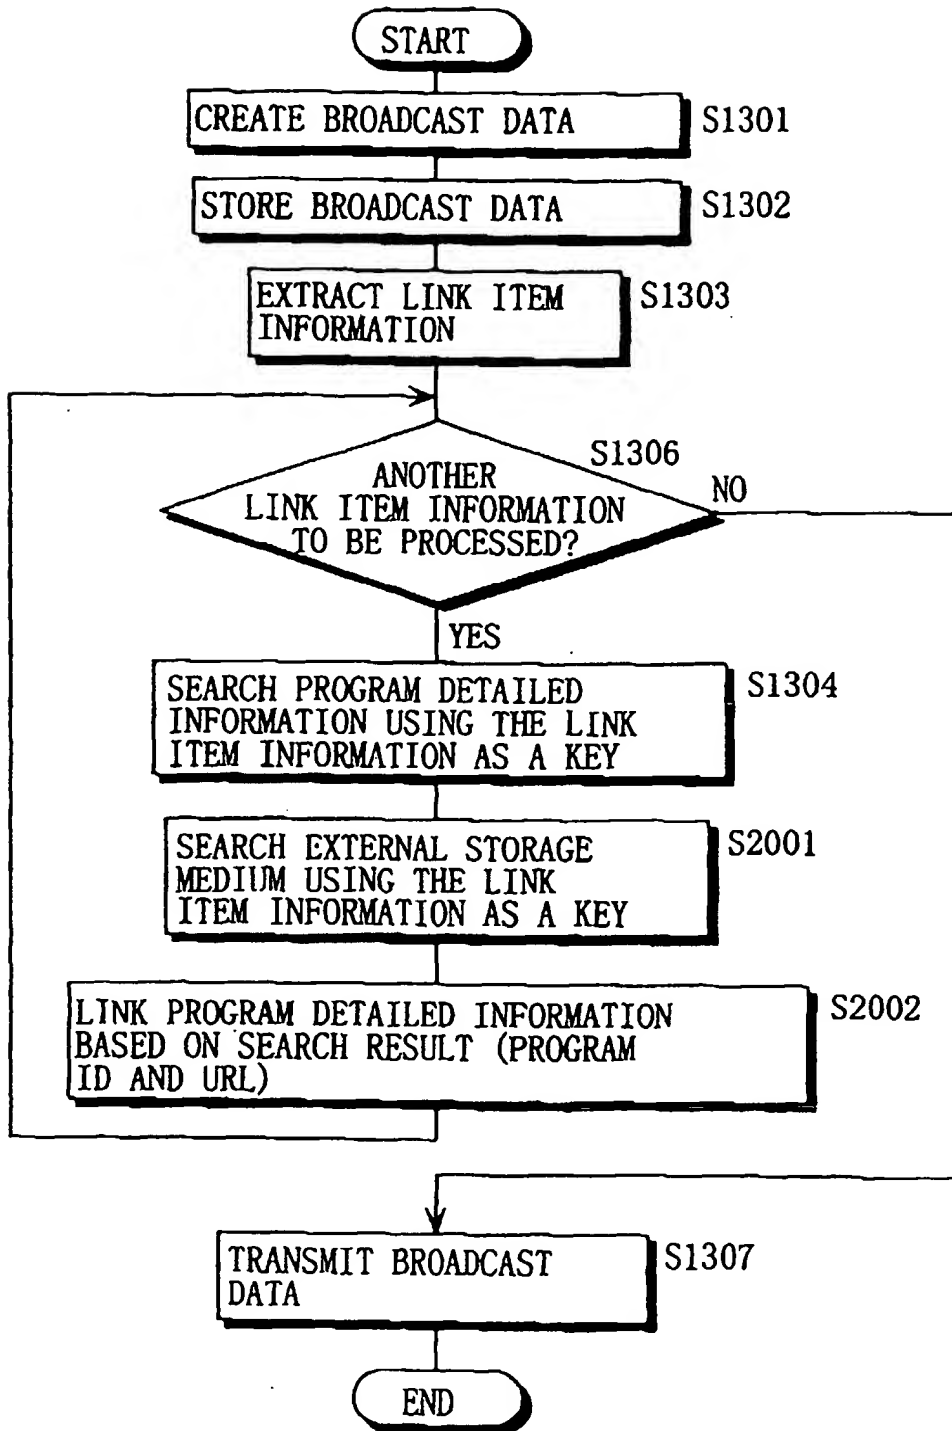 START
CREATE BROADCAST DATA
S1301
STORE BROADCAST DATA
S1302
EXTRACT LINK ITEM
INFORMATION
S1303
S1306
ANOTHER
LINK ITEM INFORMATION
TO BE PROCESSED?
NO
YES
SEARCH PROGRAM DETAILED
INFORMATION USING THE LINK
ITEM INFORMATION AS A KEY
S1304
SEARCH EXTERNAL STORAGE
MEDIUM USING THE LINK
ITEM INFORMATION AS A KEY
S2001
LINK PROGRAM DETAILED INFORMATION
BASED ON SEARCH RESULT (PROGRAM
ID AND URL)
S2002
TRANSMIT BROADCAST
DATA
S1307
END